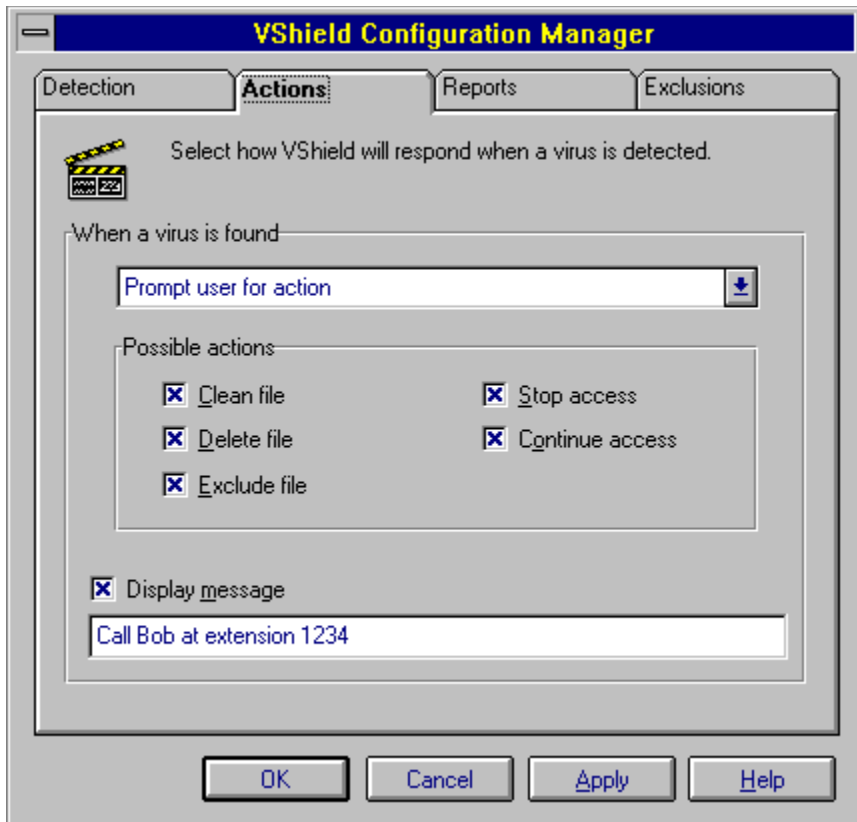 VShield Configuration Manager
Detection Actions Reports Exclusions
Select how VShield will respond when a virus is detected.
When a virus is found
Prompt user for action
Possible actions
Clean file Stop access
Delete file Continue access
Exclude file
Display message
Call Bob at extension 1234
OK Cancel Apply Help